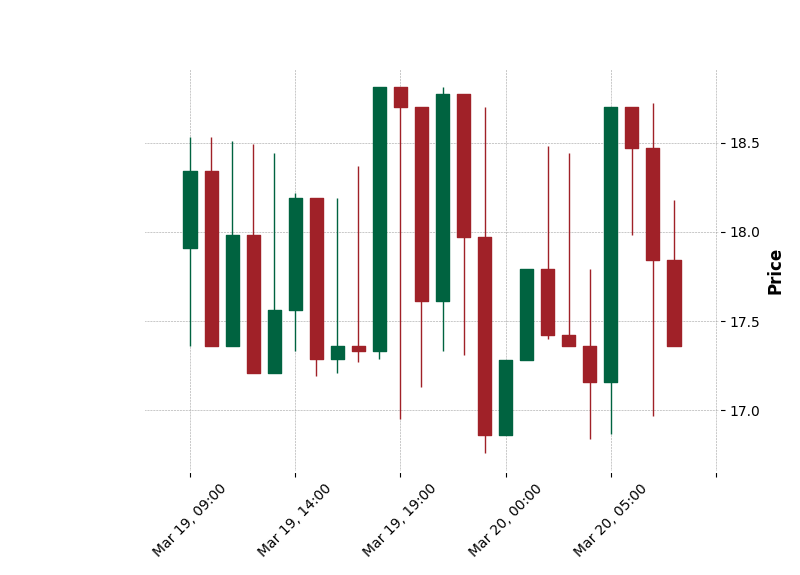 18.5
18.0
17.5
17.0
Price
Mar 19, 09:00
Mar 19, 14:00
Mar 19, 19:00
Mar 20, 00:00
Mar 20, 05:00